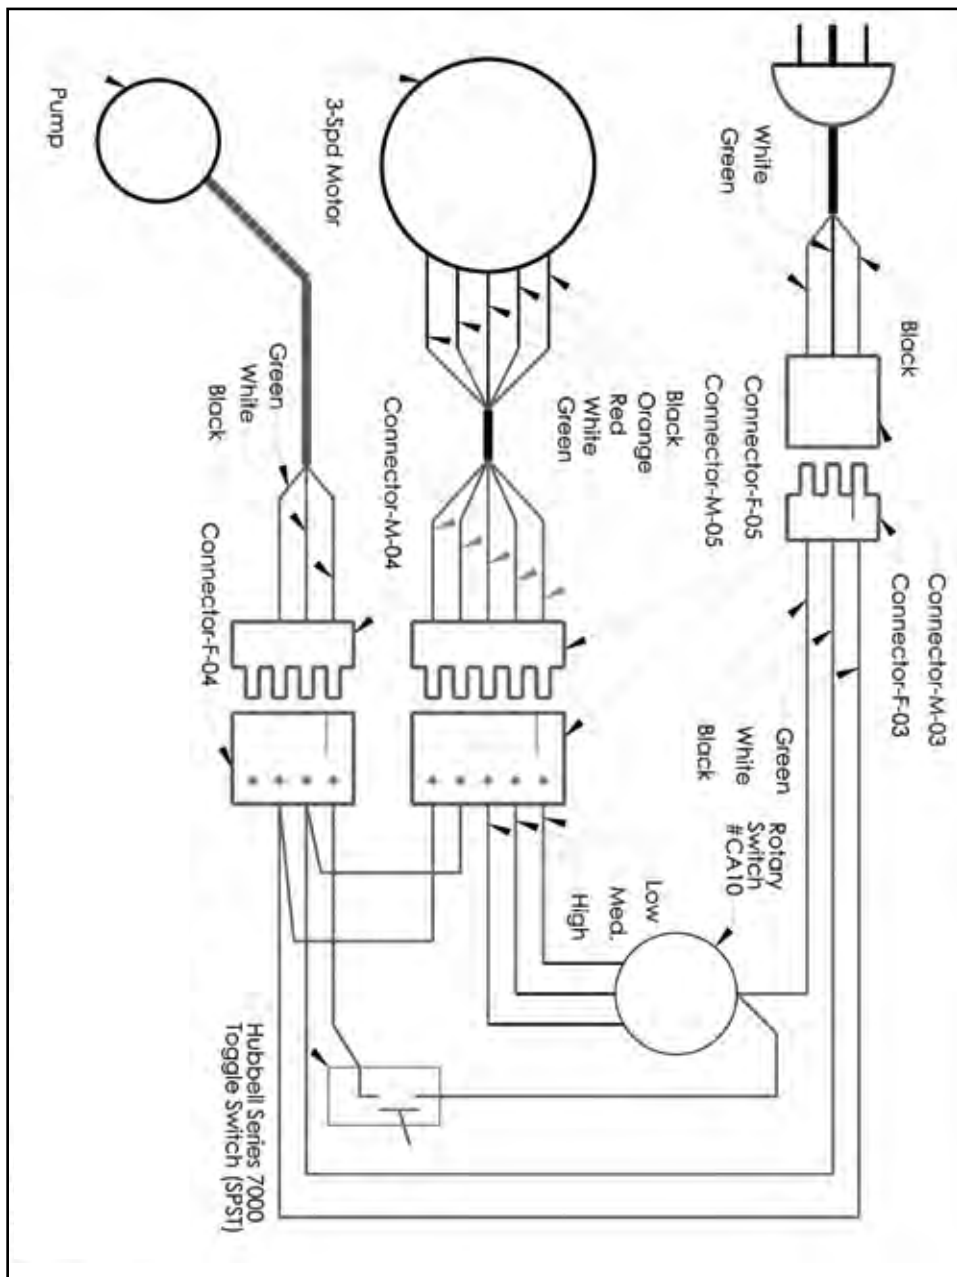 Connector-M-03
Connector-F-03
Black
White
Green
Connector-F-05
Connector-M-05
Green
White
Black
Rotary
Switch
#CA10
Black
Orange
Red
White
Green
Low
Med.
High
3-Spd Motor
Connector-M-04
Green
White
Black
Connector-F-04
Hubbell Series 7000
Toggle Switch (SPST)
Pump